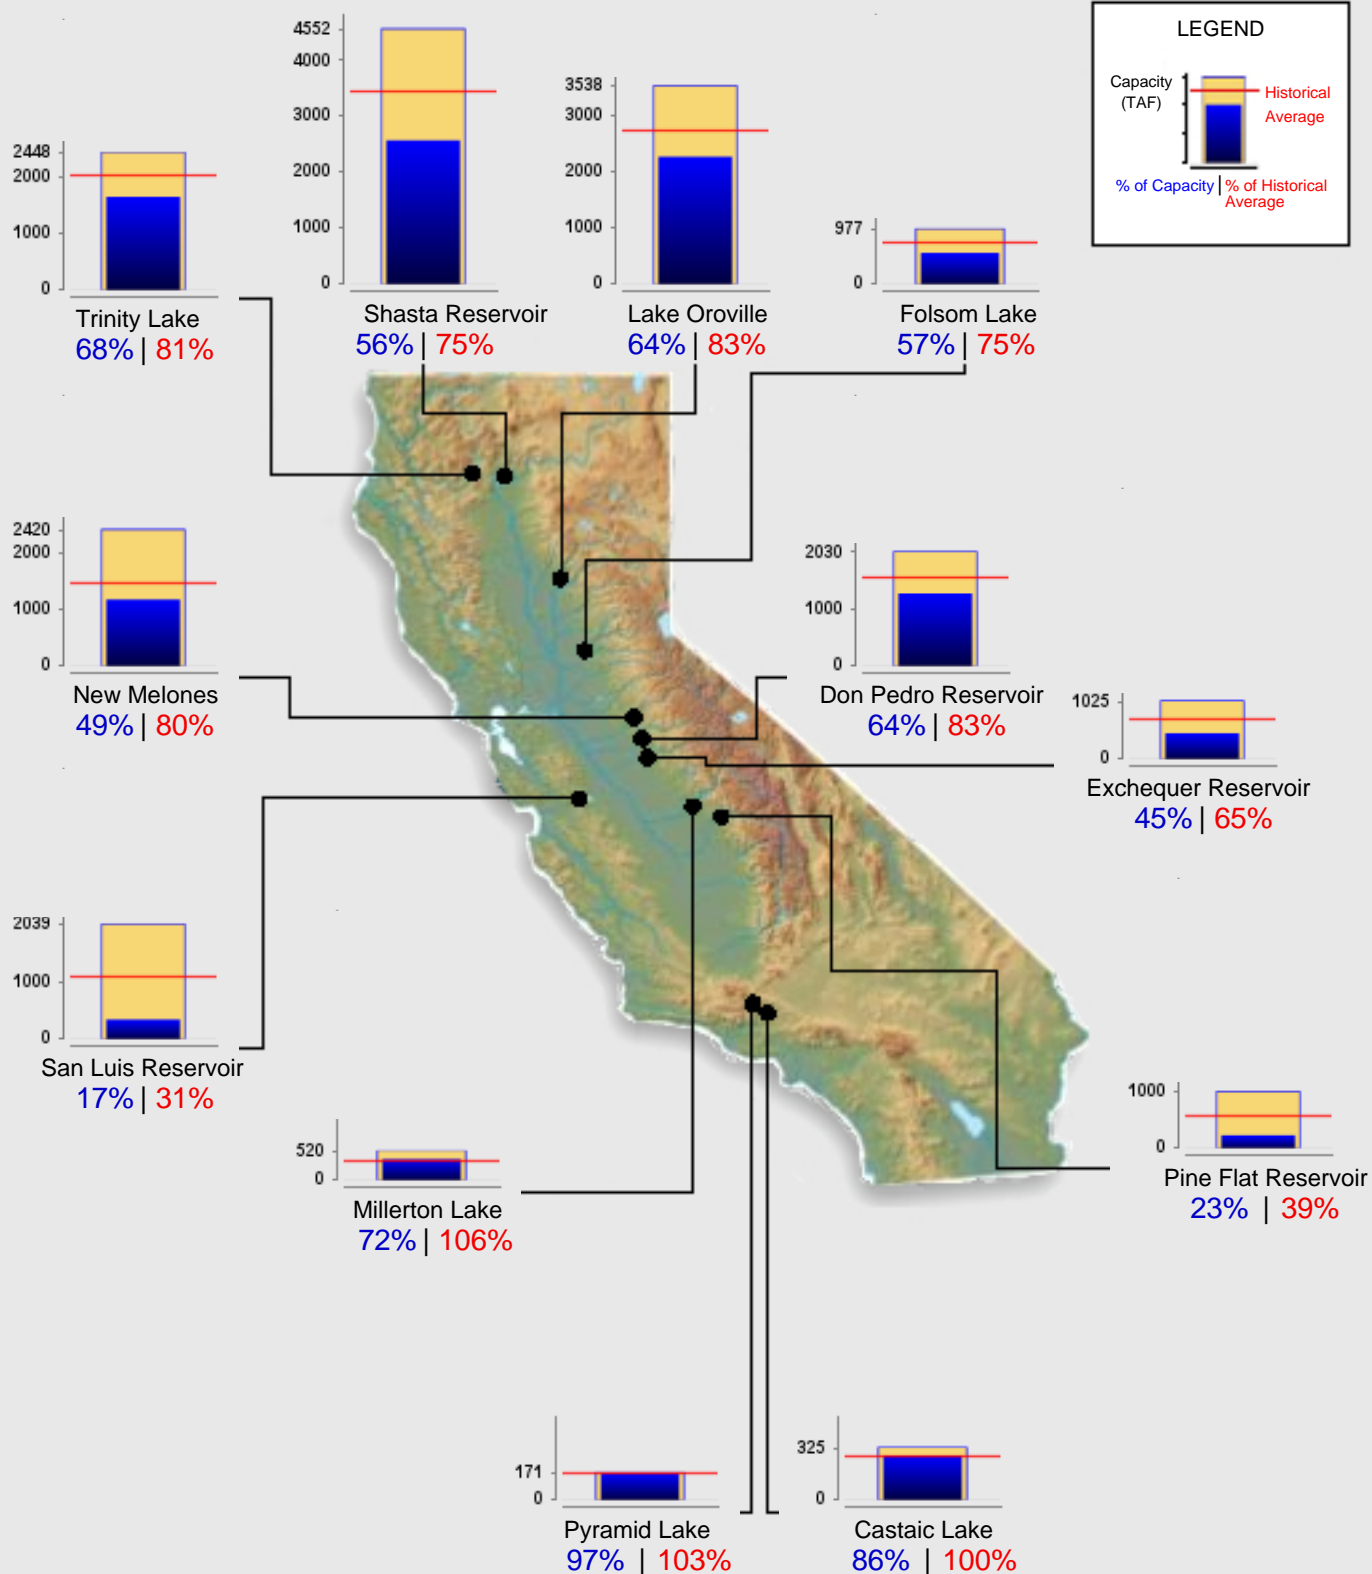 LEGEND
Capacity
(TAF)
Historical
Average
% of Capacity | % of Historical
Average
4552
4000
3000
2000
1000
0
Shasta Reservoir
56% | 75%
3538
3000
2000
1000
0
Lake Oroville
64% | 83%
2448
2000
1000
0
Trinity Lake
68% | 81%
977
0
Folsom Lake
57% | 75%
2420
2000
1000
0
New Melones
49% | 80%
2030
1000
0
Don Pedro Reservoir
64% | 83%
1025
0
Exchequer Reservoir
45% | 65%
2039
1000
0
San Luis Reservoir
17% | 31%
520
0
Millerton Lake
72% | 106%
1000
0
Pine Flat Reservoir
23% | 39%
171
0
Pyramid Lake
97% | 103%
325
0
Castaic Lake
86% | 100%